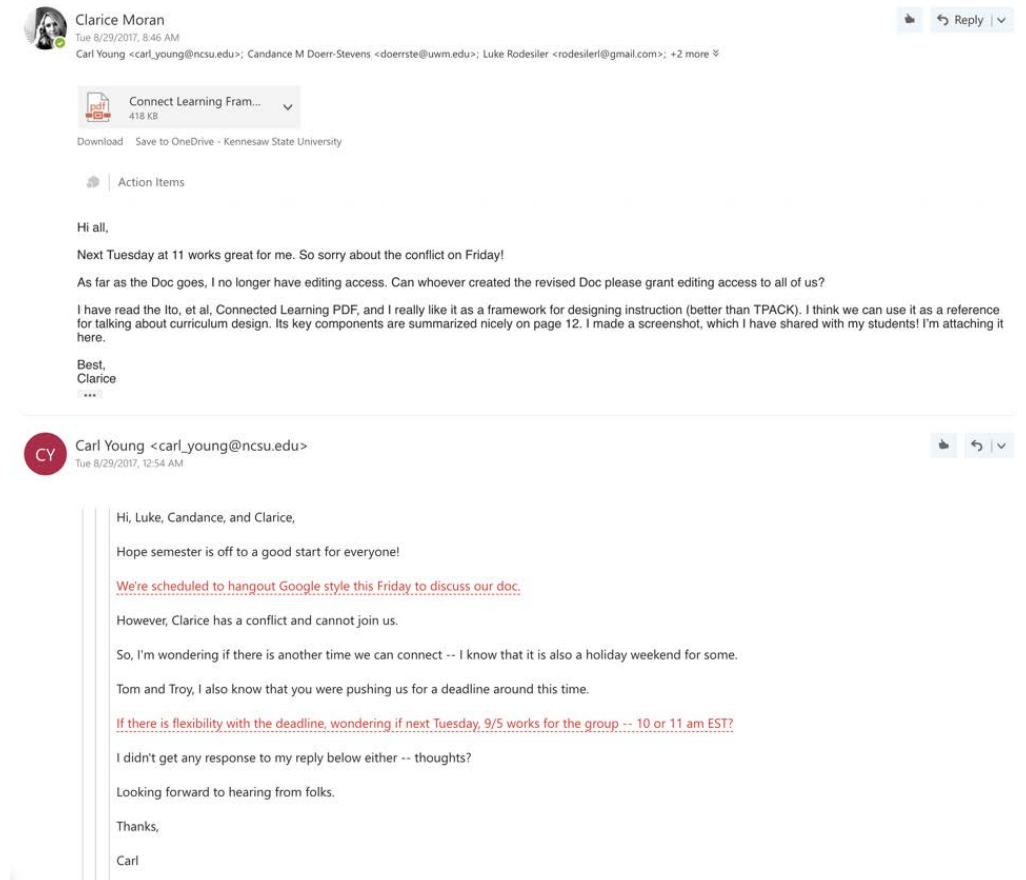 Clarice Moran
Tue 8/29/2017, 8:46 AM
Carl Young <carl_young@ncsu.edu>; Candance M Doerr-Stevens <doerrste@uwm.edu>; Luke Rodesiler <rodesilerl@gmail.com>; +2 more
Reply
pdf
Connect Learning Fram...
418 KB
Download Save to OneDrive - Kennesaw State University
Action Items
Hi all,
Next Tuesday at 11 works great for me. So sorry about the conflict on Friday!
As far as the Doc goes, I no longer have editing access. Can whoever created the revised Doc please grant editing access to all of us?
I have read the Ito, et al, Connected Learning PDF, and I really like it as a framework for designing instruction (better than TPACK). I think we can use it as a reference
for talking about curriculum design. Its key components are summarized nicely on page 12. I made a screenshot, which I have shared with my students! I'm attaching it
here.
Best,
Clarice
•••
CY
Carl Young <carl_young@ncsu.edu>
Tue 8/29/2017, 12:54 AM
Hi, Luke, Candance, and Clarice,
Hope semester is off to a good start for everyone!
We're scheduled to hangout Google style this Friday to discuss our doc.
However, Clarice has a conflict and cannot join us.
So, I'm wondering if there is another time we can connect -- I know that it is also a holiday weekend for some.
Tom and Troy, I also know that you were pushing us for a deadline around this time.
If there is flexibility with the deadline, wondering if next Tuesday, 9/5 works for the group -- 10 or 11 am EST?
I didn't get any response to my reply below either -- thoughts?
Looking forward to hearing from folks.
Thanks,
Carl